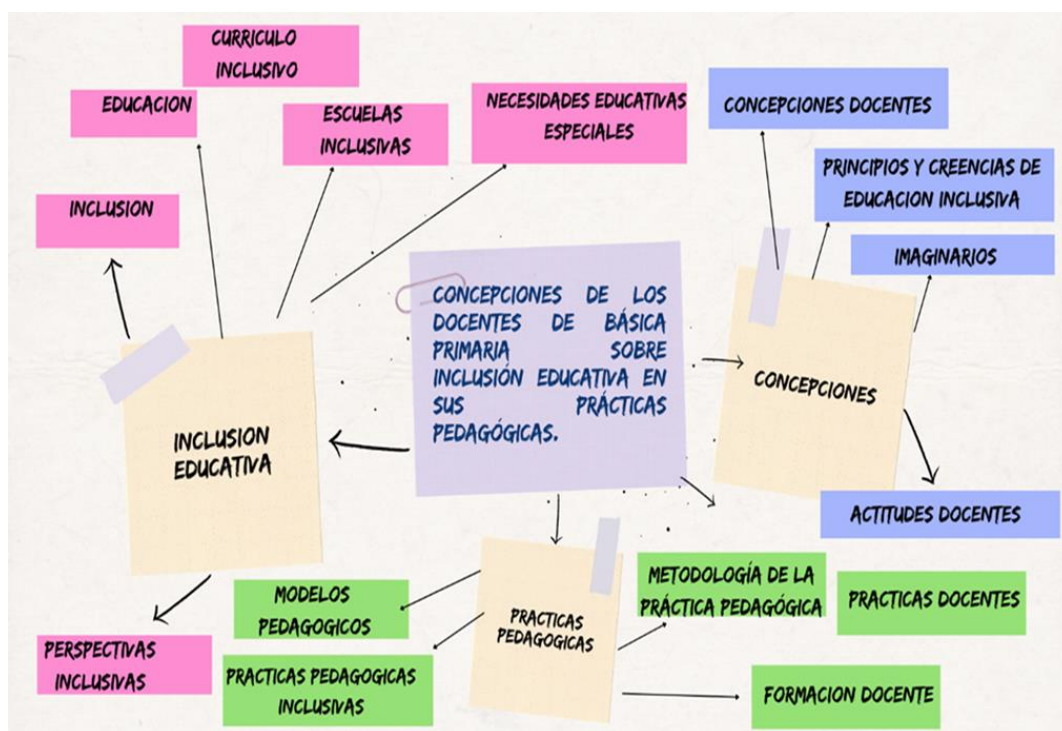 CURRICULO
INCLUSIVO
EDUCACION
ESCUELAS
INCLUSIVAS
NECESIDADES EDUCATIVAS
ESPECIALES
INCLUSION
CONCEPCIONES DOCENTES
PRINCIPIOS Y CREENCIAS DE
EDUCACION INCLUSIVA
IMAGINARIOS
CONCEPCIONES DE LOS
DOCENTES DE BÁSICA
PRIMARIA SOBRE
INCLUSIÓN EDUCATIVA EN
SUS PRÁCTICAS
PEDAGÓGICAS.
CONCEPCIONES
INCLUSION
EDUCATIVA
ACTITUDES DOCENTES
PERSPECTIVAS
INCLUSIVAS
MODELOS
PEDAGOGICOS
PRACTICAS PEDAGOGICAS
INCLUSIVAS
PRACTICAS
PEDAGOGICAS
METODOLOGÍA DE LA
PRÁCTICA PEDAGÓGICA
PRACTICAS DOCENTES
FORMACION DOCENTE